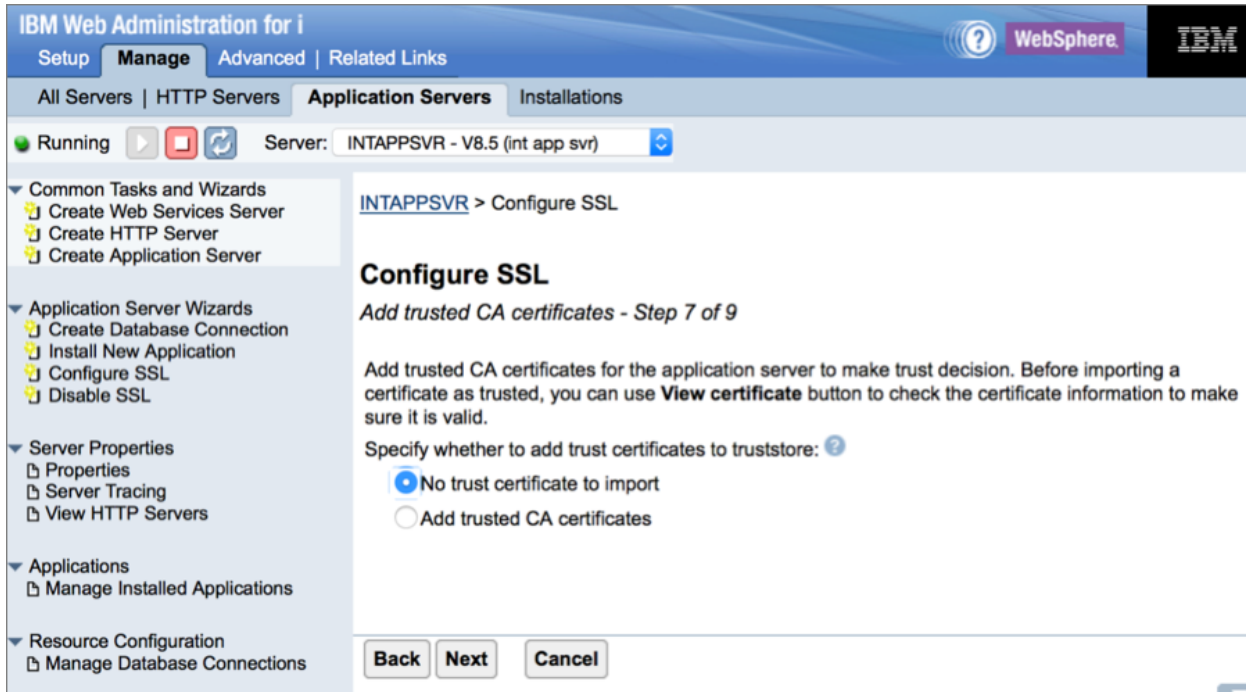 IBM Web Administration for i
Setup Manage Advanced | Related Links
? WebSphere. IBM
All Servers | HTTP Servers Application Servers Installations
Running Server: INTAPPSVR - V8.5 (int app svr)
Common Tasks and Wizards
Create Web Services Server
Create HTTP Server
Create Application Server
Application Server Wizards
Create Database Connection
Install New Application
Configure SSL
Disable SSL
Server Properties
Properties
Server Tracing
View HTTP Servers
Applications
Manage Installed Applications
Resource Configuration
Manage Database Connections
INTAPPSVR > Configure SSL
Configure SSL
Add trusted CA certificates - Step 7 of 9
Add trusted CA certificates for the application server to make trust decision. Before importing a
certificate as trusted, you can use View certificate button to check the certificate information to make
sure it is valid.
Specify whether to add trust certificates to truststore: ?
No trust certificate to import
Add trusted CA certificates
Back Next Cancel